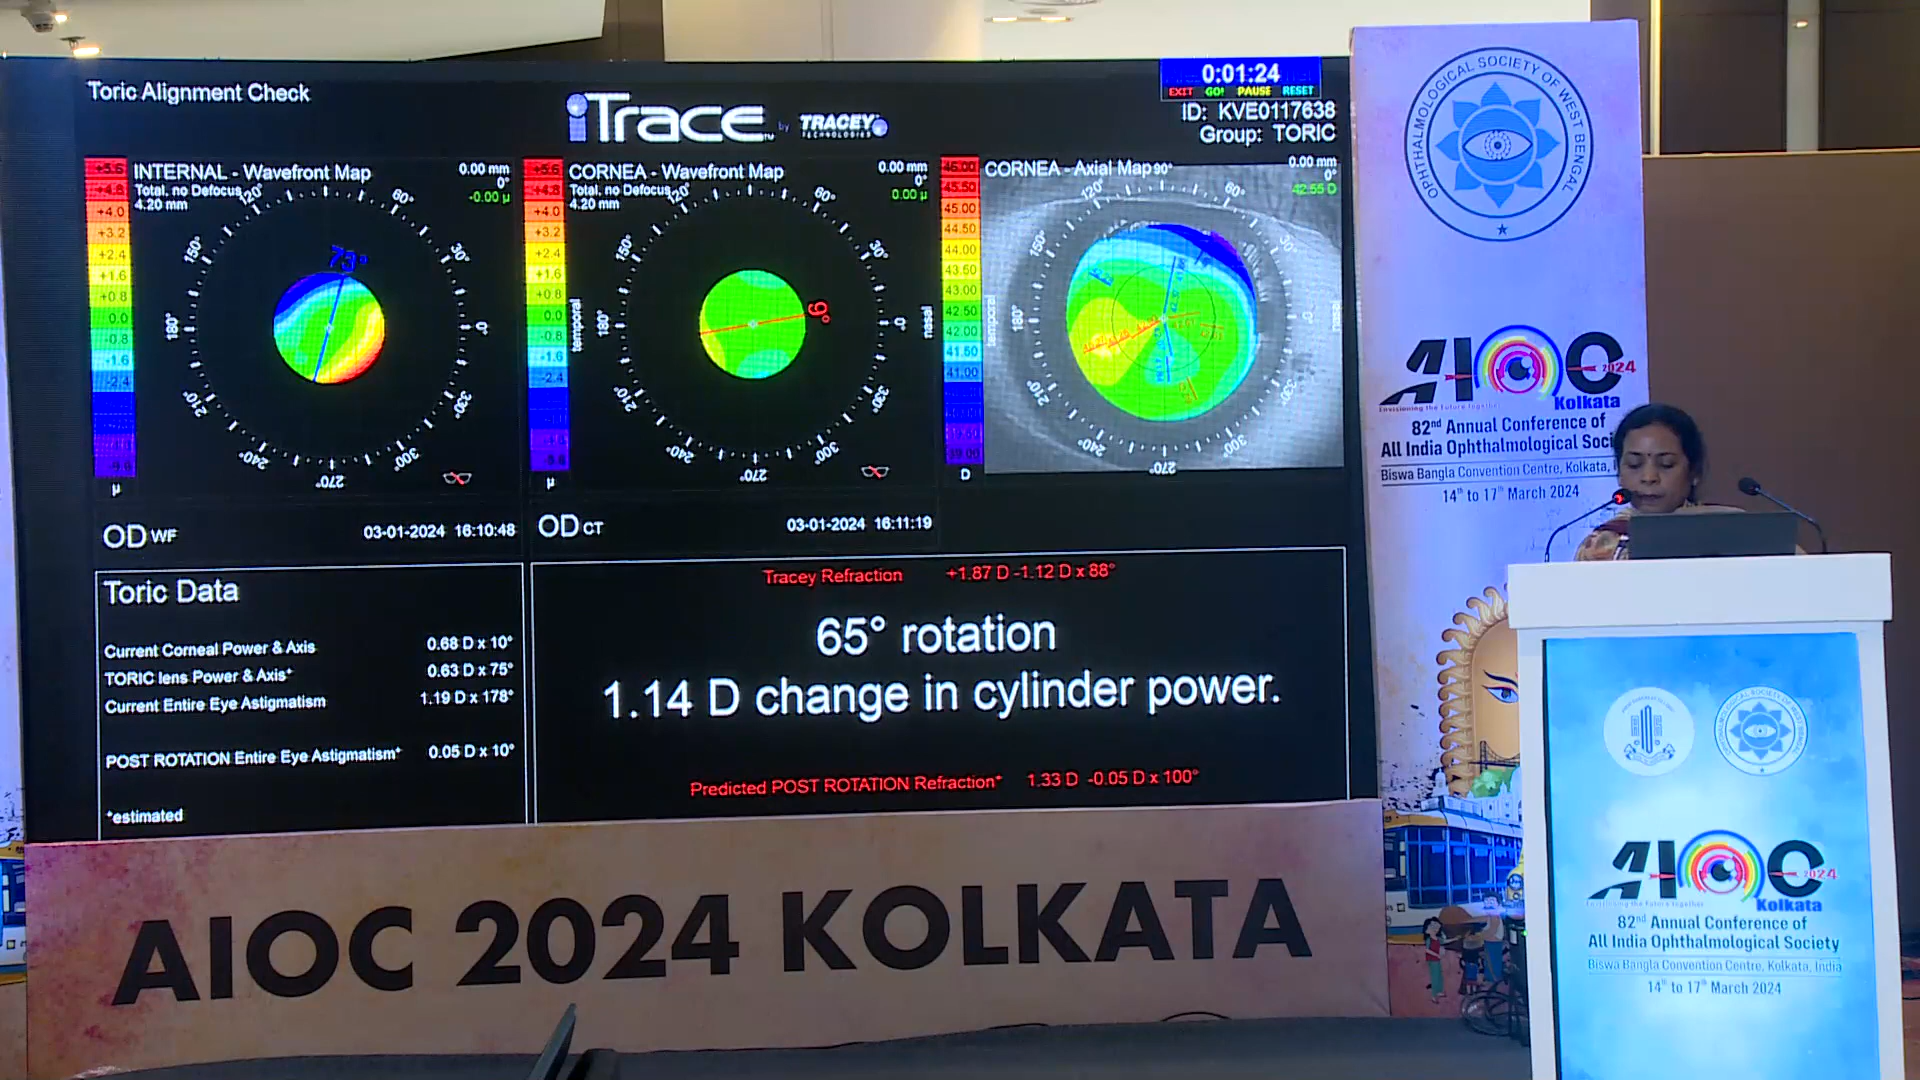 Toric Alignment Check
iTrace by TRACEY TECHNOLOGIES
0:01:24
EXIT GO! PAUSE RESET
ID: KVE0117638
Group: TORIC
INTERNAL - Wavefront Map
Total, no Defocus
4.20 mm
0.00 mm
0°
-0.00 µ
CORNEA - Wavefront Map
Total, no Defocus
4.20 mm
0.00 mm
0°
0.00 µ
CORNEA - Axial Map
0.00 mm
0°
42.55 D
OD WF
03-01-2024 16:10:48
OD CT
03-01-2024 16:11:19
Toric Data
Current Corneal Power & Axis 0.68 D x 10°
TORIC lens Power & Axis* 0.63 D x 75°
Current Entire Eye Astigmatism 1.19 D x 178°
POST ROTATION Entire Eye Astigmatism* 0.05 D x 10°
*estimated
Tracey Refraction +1.87 D -1.12 D x 88°
65° rotation
1.14 D change in cylinder power.
Predicted POST ROTATION Refraction* 1.33 D -0.05 D x 100°
AIOC 2024 KOLKATA
OPHTHALMOLOGICAL SOCIETY OF WEST BENGAL
AIOC 2024
Envisioning the Future Together
Kolkata
82nd Annual Conference of
All India Ophthalmological Soci
Biswa Bangla Convention Centre, Kolkata, I
14th to 17th March 2024
AIOC 2024
Kolkata
82nd Annual Conference of
All India Ophthalmological Society
Biswa Bangla Convention Centre, Kolkata, India
14th to 17th March 2024